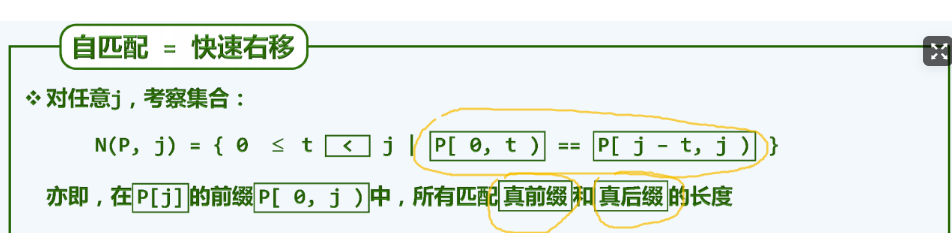 自匹配 = 快速右移
❖ 对任意j，考察集合：
N(P, j) = { 0 ≤ t < j | P[ 0, t ) == P[ j - t, j ) }
亦即，在P[j]的前缀P[ 0, j )中，所有匹配真前缀和真后缀的长度